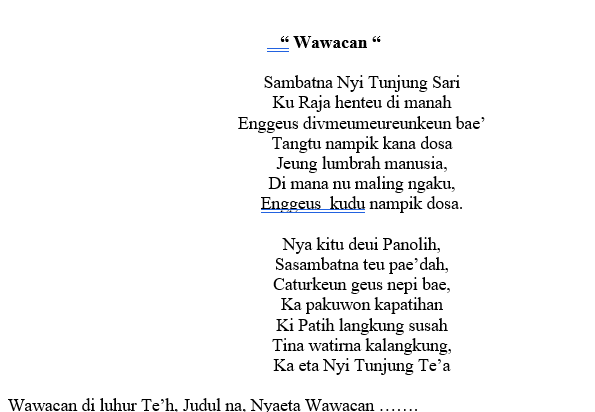 “ Wawacan “
Sambatna Nyi Tunjung Sari
Ku Raja henteu di manah
Enggeus divmeumeureunkeun bae’
Tangtu nampik kana dosa
Jeung lumbrah manusia,
Di mana nu maling ngaku,
Enggeus kudu nampik dosa.
Nya kitu deui Panolih,
Sasambatna teu pae’dah,
Caturkeun geus nepi bae,
Ka pakuwon kapatihan
Ki Patih langkung susah
Tina watirna kalangkung,
Ka eta Nyi Tunjung Te’a
Wawacan di luhur Te’h, Judul na, Nyaeta Wawacan …….